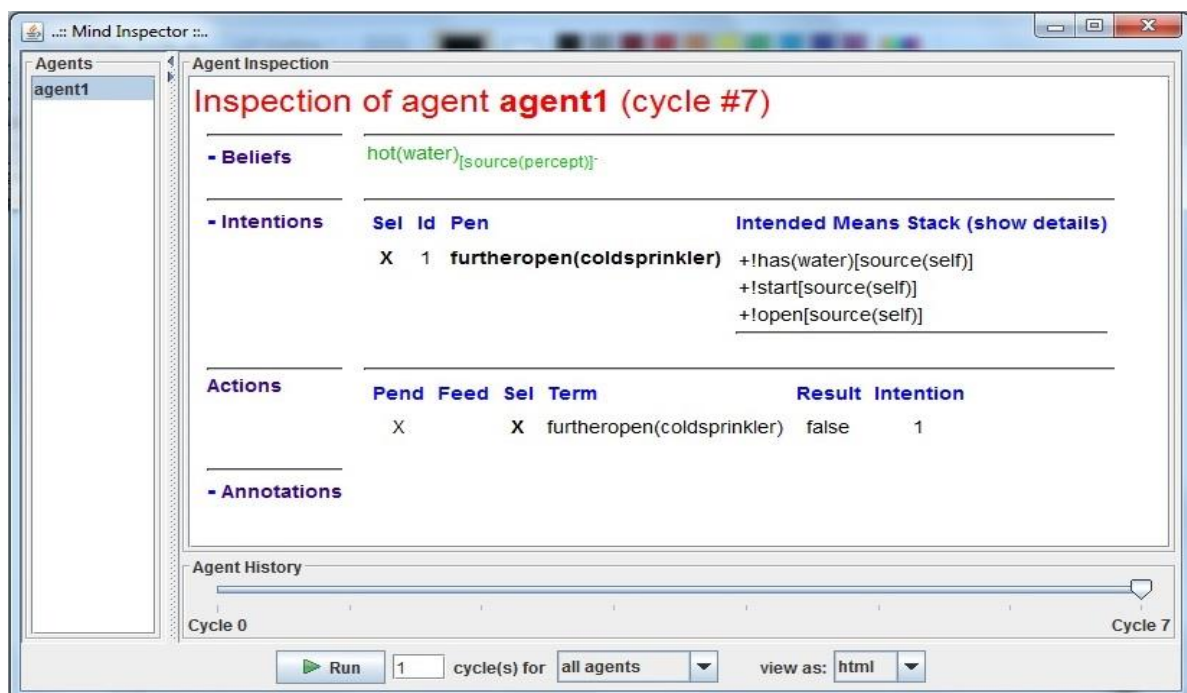 ..:: Mind Inspector ::..
Agents
agent1
Agent Inspection
Inspection of agent agent1 (cycle #7)
- Beliefs
hot(water)[source(percept)].
- Intentions
Sel Id Pen Intended Means Stack (show details)
X 1 furtheropen(coldsprinkler) +!has(water)[source(self)]
+!start[source(self)]
+!open[source(self)]
Actions
Pend Feed Sel Term Result Intention
X X furtheropen(coldsprinkler) false 1
- Annotations
Agent History
Cycle 0 Cycle 7
Run 1 cycle(s) for all agents view as: html